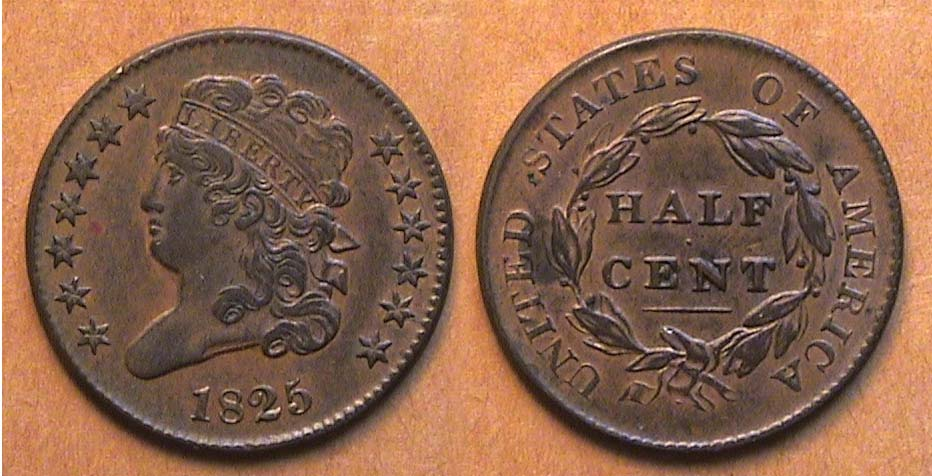 LIBERTY
1825
UNITED STATES OF AMERICA
HALF
CENT